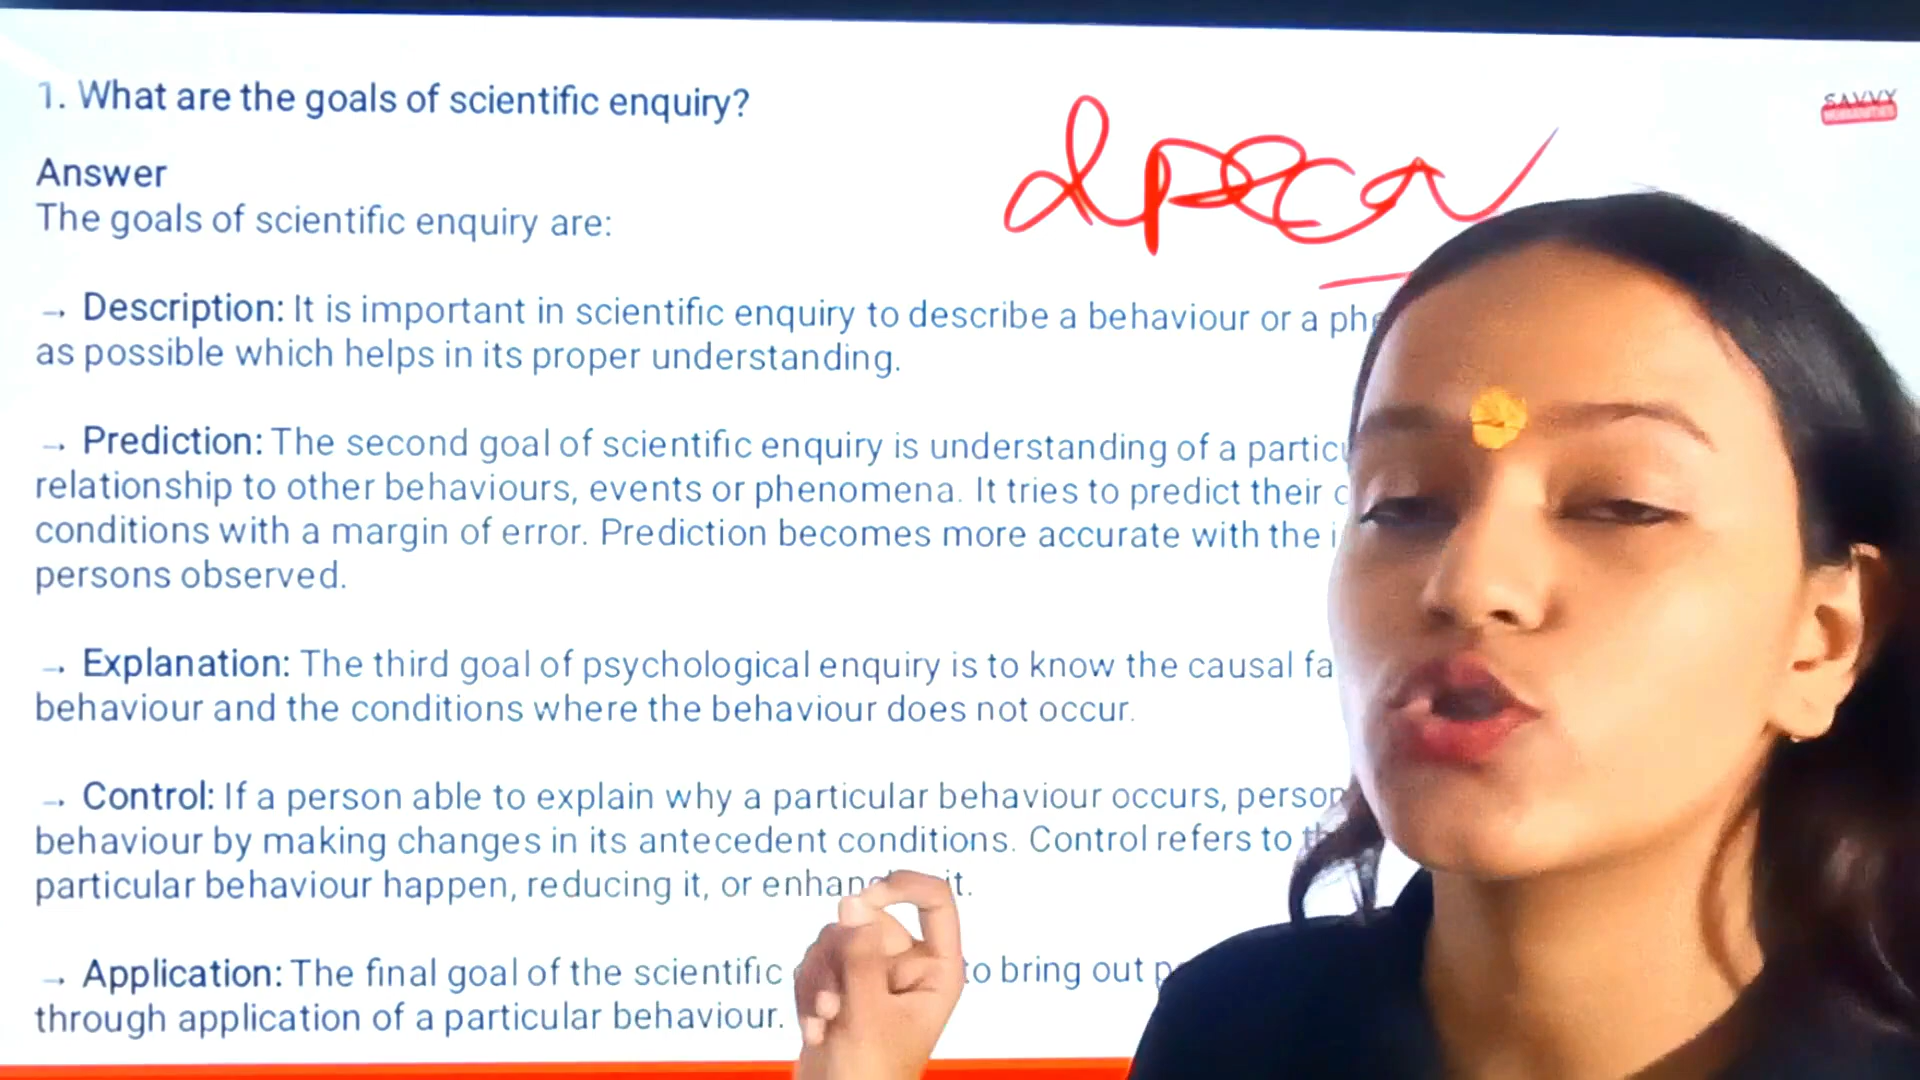 1. What are the goals of scientific enquiry?
SAVVY
Answer
The goals of scientific enquiry are:
→ Description: It is important in scientific enquiry to describe a behaviour or a
as possible which helps in its proper understanding.
→ Prediction: The second goal of scientific enquiry is understanding of a
relationship to other behaviours, events or phenomena. It tries to predict their
conditions with a margin of error. Prediction becomes more accurate with the
persons observed.
→ Explanation: The third goal of psychological enquiry is to know the causal
behaviour and the conditions where the behaviour does not occur.
→ Control: If a person able to explain why a particular behaviour occurs,
behaviour by making changes in its antecedent conditions. Control refers to
particular behaviour happen, reducing it, or it.
→ Application: The final goal of the scientific to bring out
through application of a particular behaviour.